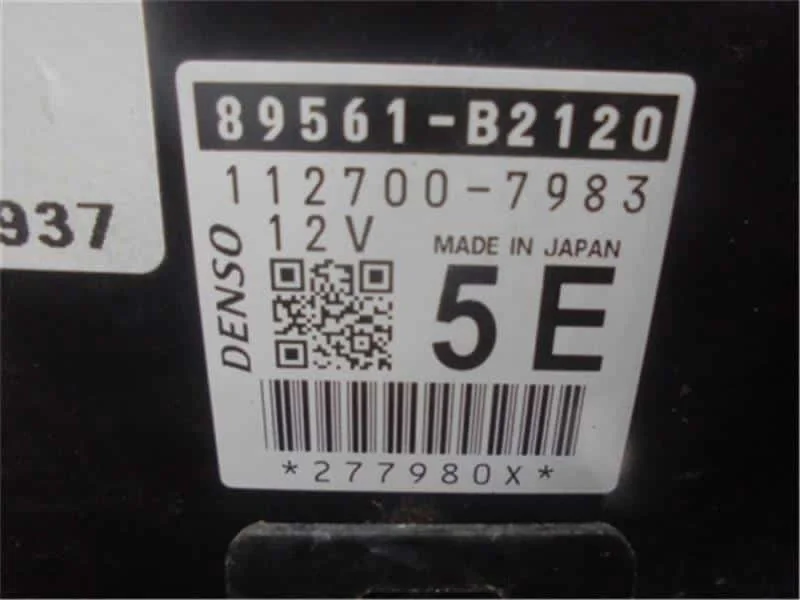 89561-B2120
112700-7983
12V
MADE IN JAPAN
DENSO
5E
*277980X*
937